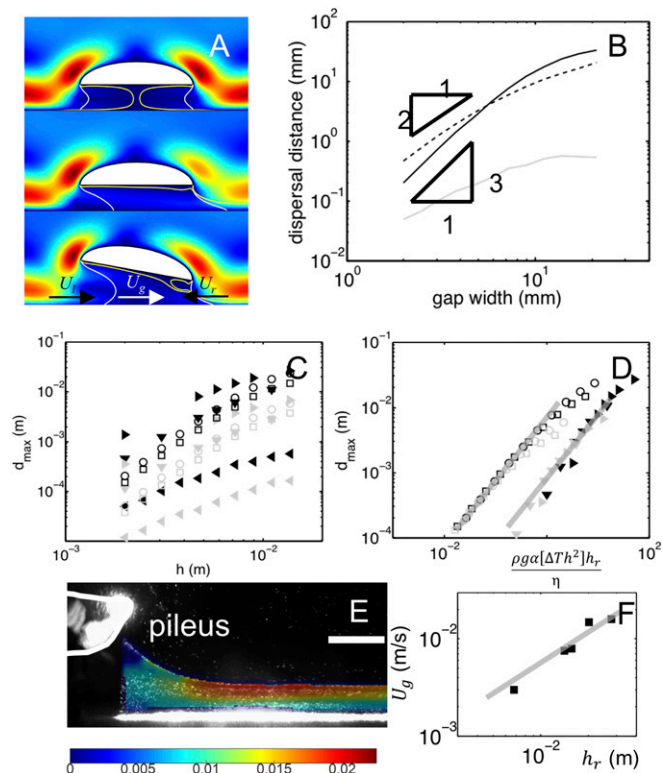 A
U_l U_g U_r
B
dispersal distance (mm)
10^2
10^1
10^0
10^-1
10^-2
1
2
3
1
10^0 10^1
gap width (mm)
C
d_max (m)
10^-1
10^-2
10^-3
10^-4
10^-3 10^-2
h (m)
D
d_max (m)
10^-1
10^-2
10^-3
10^-4
10^-2 10^2
ρgα[ΔTh^2]h_r
η
E
pileus
0 0.005 0.01 0.015 0.02
F
U_g (m/s)
10^-2
10^-3
10^-2
h_r (m)